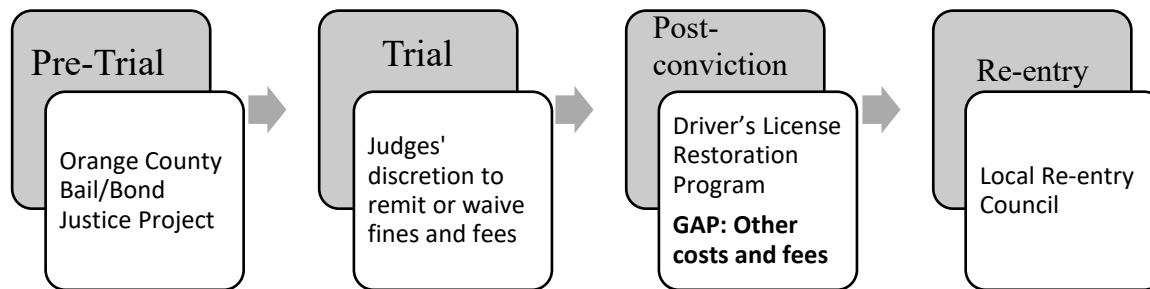 Pre-Trial
Orange County
Bail/Bond
Justice Project
Trial
Judges'
discretion to
remit or waive
fines and fees
Post-
conviction
Driver’s License
Restoration
Program
GAP: Other
costs and fees
Re-entry
Local Re-entry
Council